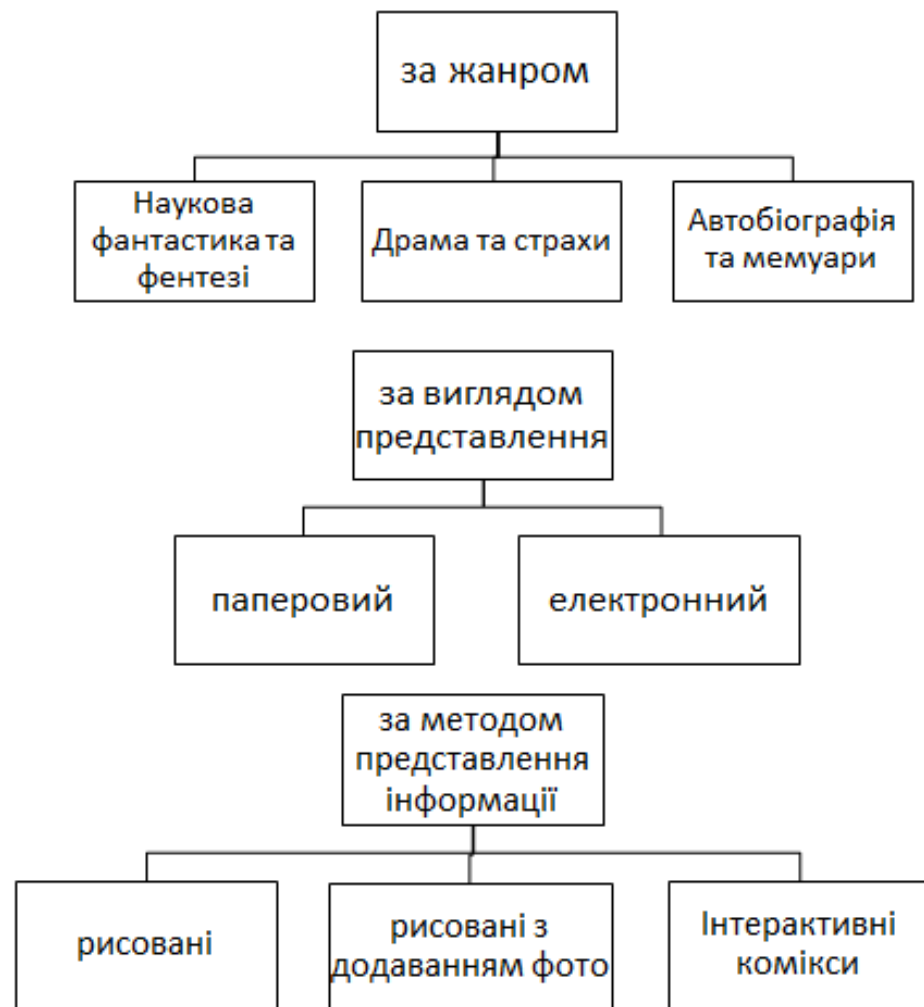 за жанром
Наукова
фантастика та
фентезі
Драма та страхи
Автобіографія
та мемуари
за виглядом
представлення
паперовий
електронний
за методом
представлення
інформації
рисовані
рисовані з
додаванням фото
Інтерактивні
комікси